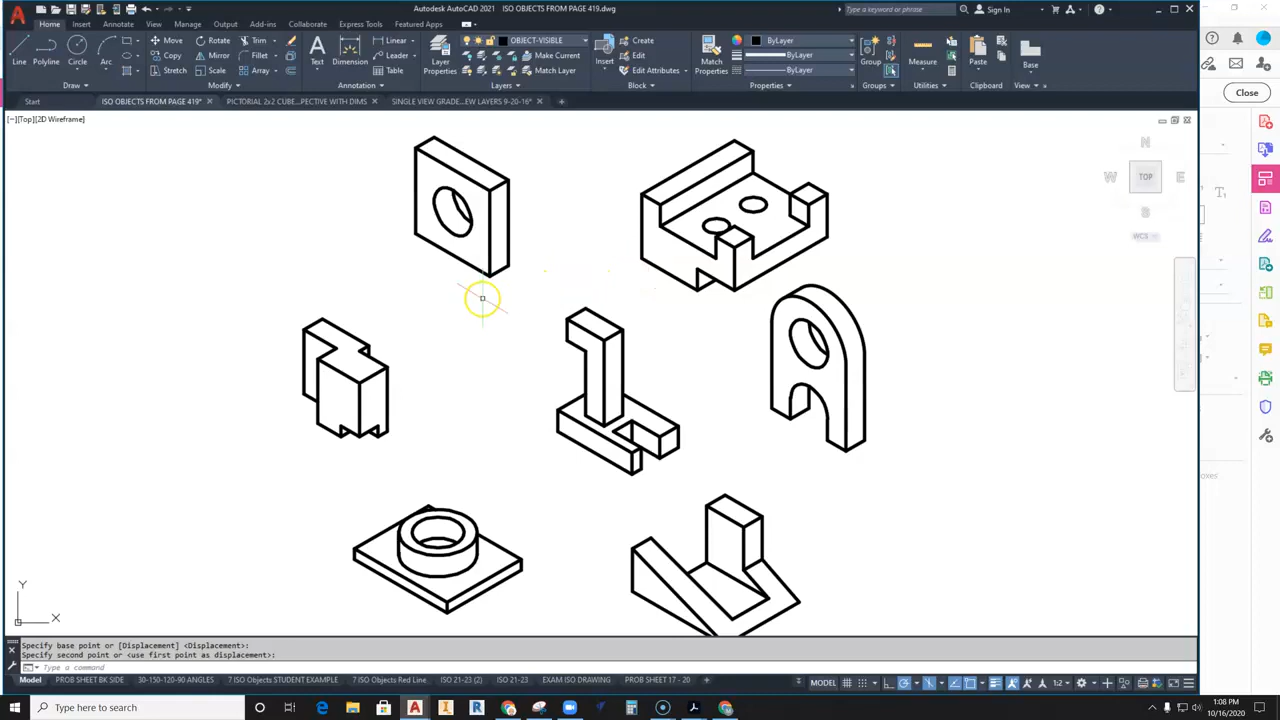 Autodesk AutoCAD 2021 ISO OBJECTS FROM PAGE 419.dwg
Type a keyword or phrase
Sign In
Home Insert Annotate View Manage Output Add-ins Collaborate Express Tools Featured Apps
Line Polyline Circle Arc
Move Rotate Trim
Copy Mirror Fillet
Stretch Scale Array
Text Dimension
Linear
Leader
Table
Layer Properties
OBJECT-VISIBLE
Make Current
Match Layer
Insert
Create
Edit
Edit Attributes
Match Properties
ByLayer
ByLayer
ByLayer
Group
Measure
Paste
Base
Close
Draw Modify Annotation Layers Block Properties Groups Utilities Clipboard View
Start ISO OBJECTS FROM PAGE 419* PICTORIAL 2x2 CUBE...PECTIVE WITH DIMS SINGLE VIEW GRADE...EW LAYERS 9-20-16*
[−][Top][2D Wireframe]
N
W TOP E
S
WCS
Y
X
Specify base point or [Displacement] <Displacement>:
Specify second point or <use first point as displacement>:
Type a command
Model PROB SHEET BK SIDE 30-150-120-90 ANGLES 7 ISO Objects STUDENT EXAMPLE 7 ISO Objects Red Line ISO 21-23 (2) ISO 21-23 EXAM ISO DRAWING PROB SHEET 17 - 20
MODEL 1:2
Type here to search
1:08 PM
10/16/2020